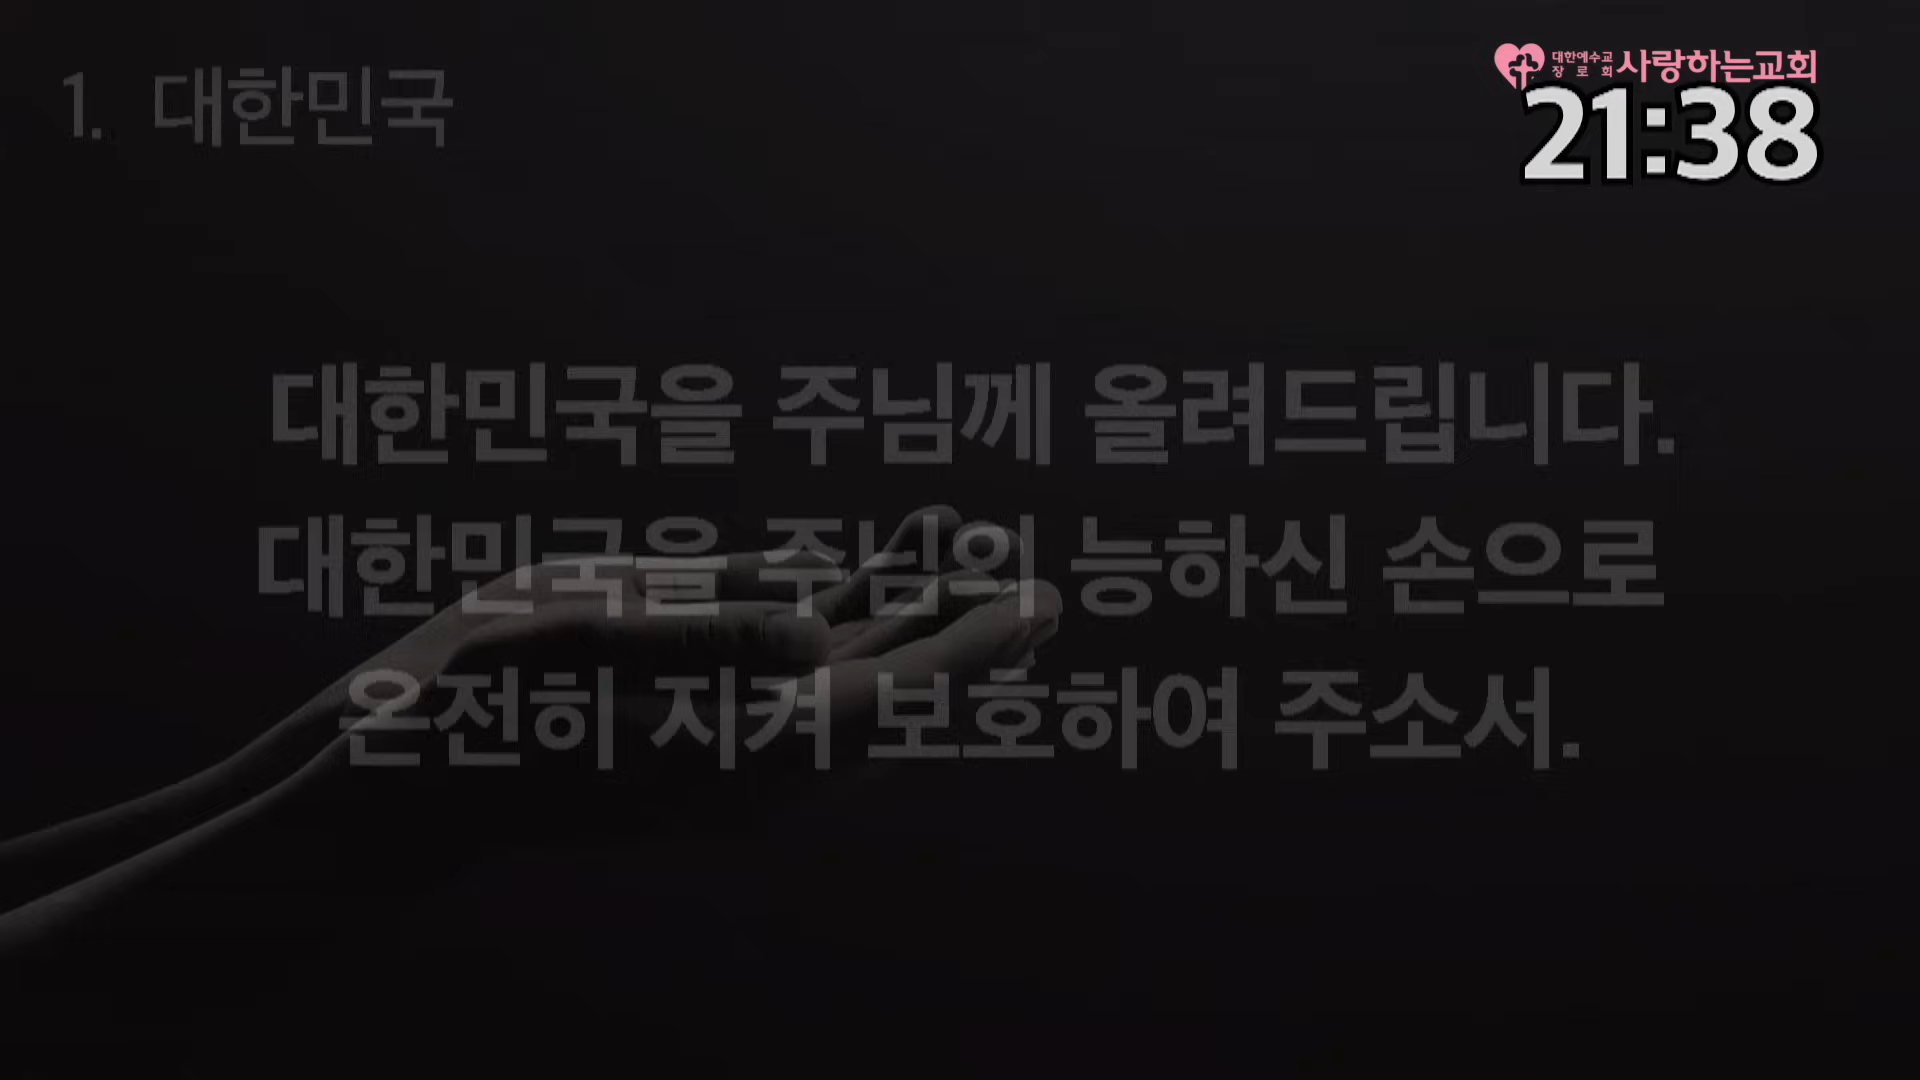 1. 대한민국
대한예수교
장로회
사랑하는교회
21:38
대한민국을 주님께 올려드립니다.
대한민국을 주님의 능하신 손으로
온전히 지켜 보호하여 주소서.